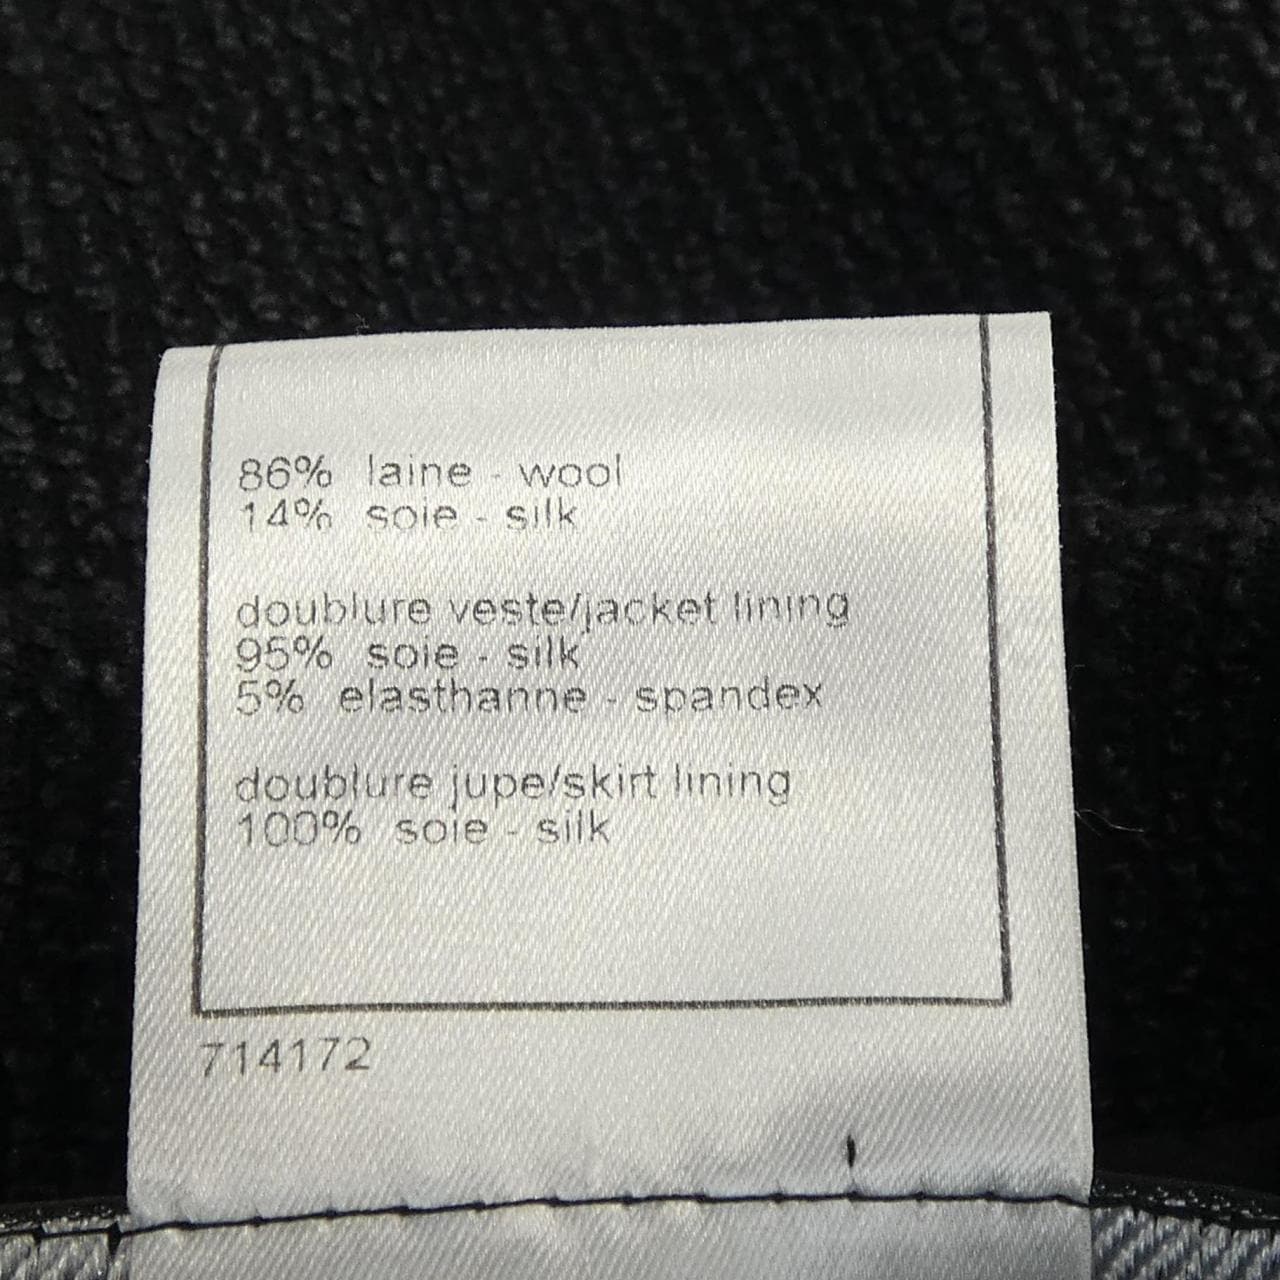 86% laine - wool
14% soie - silk
doublure veste/jacket lining
95% soie - silk
5% elasthanne - spandex
doublure jupe/skirt lining
100% soie - silk
714172